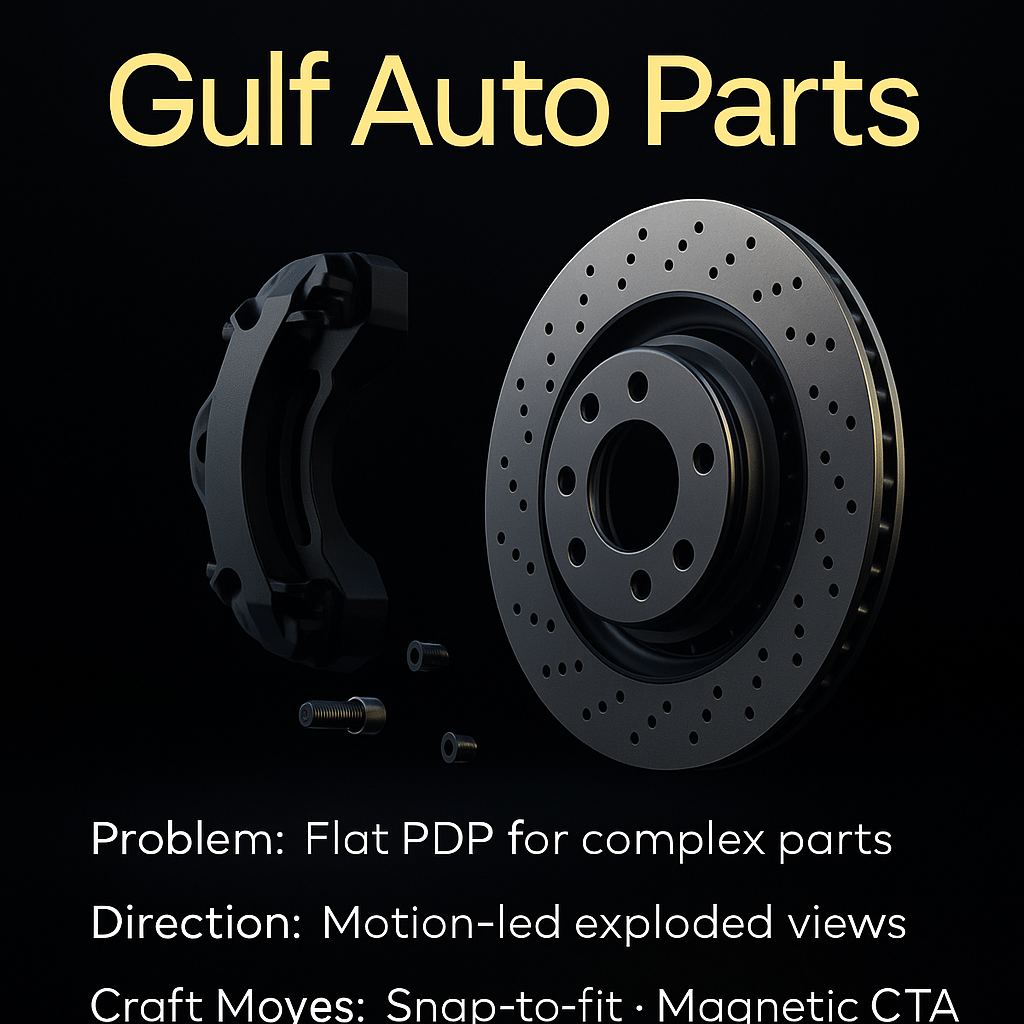 Gulf Auto Parts
Problem: Flat PDP for complex parts
Direction: Motion-led exploded views
Craft Moyes: Snap-to-fit · Magnetic CTA